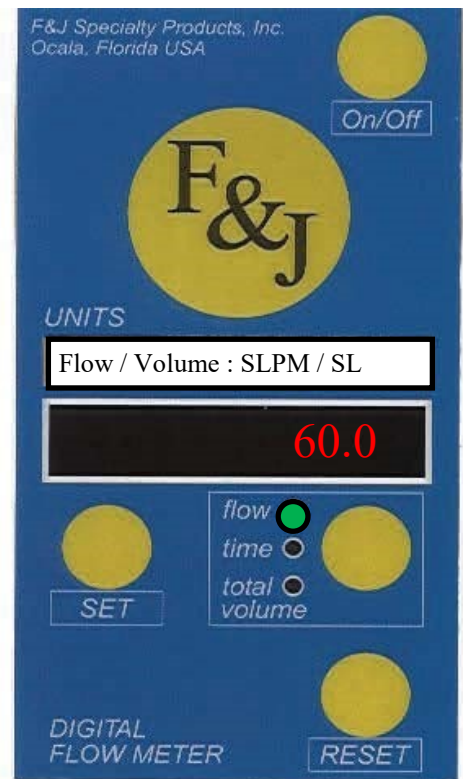 F&J Specialty Products, Inc.
Ocala, Florida USA
On/Off
F&J
UNITS
Flow / Volume : SLPM / SL
60.0
flow
time
total
volume
SET
DIGITAL
FLOW METER
RESET